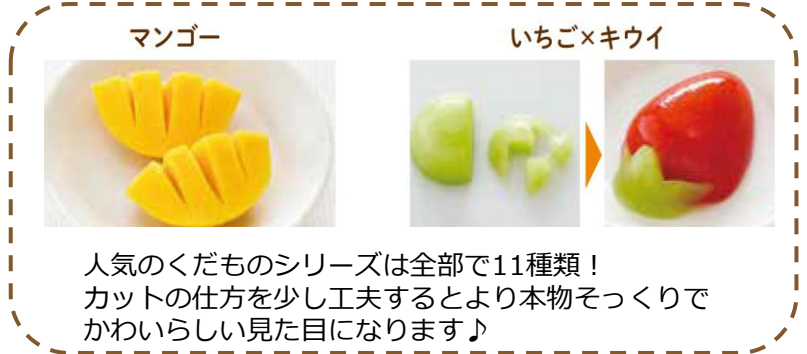 マンゴー
いちご×キウイ
人気のくだものシリーズは全部で11種類！
カットの仕方を少し工夫するとより本物そっくりで
かわいらしい見た目になります♪